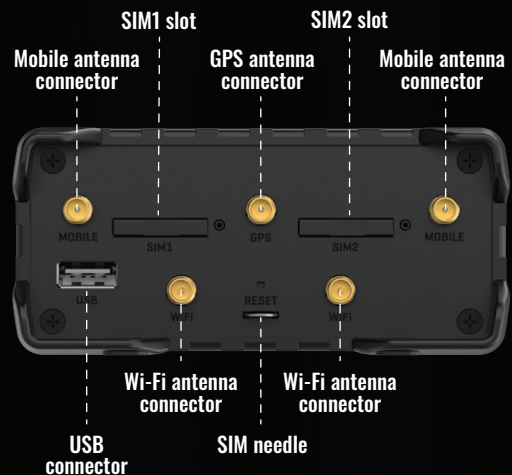 SIM1 slot
SIM2 slot
Mobile antenna
connector
GPS antenna
connector
Mobile antenna
connector
MOBILE
SIM1
GPS
SIM2
MOBILE
USB
WIFI
RESET
WIFI
Wi-Fi antenna
connector
Wi-Fi antenna
connector
USB
connector
SIM needle